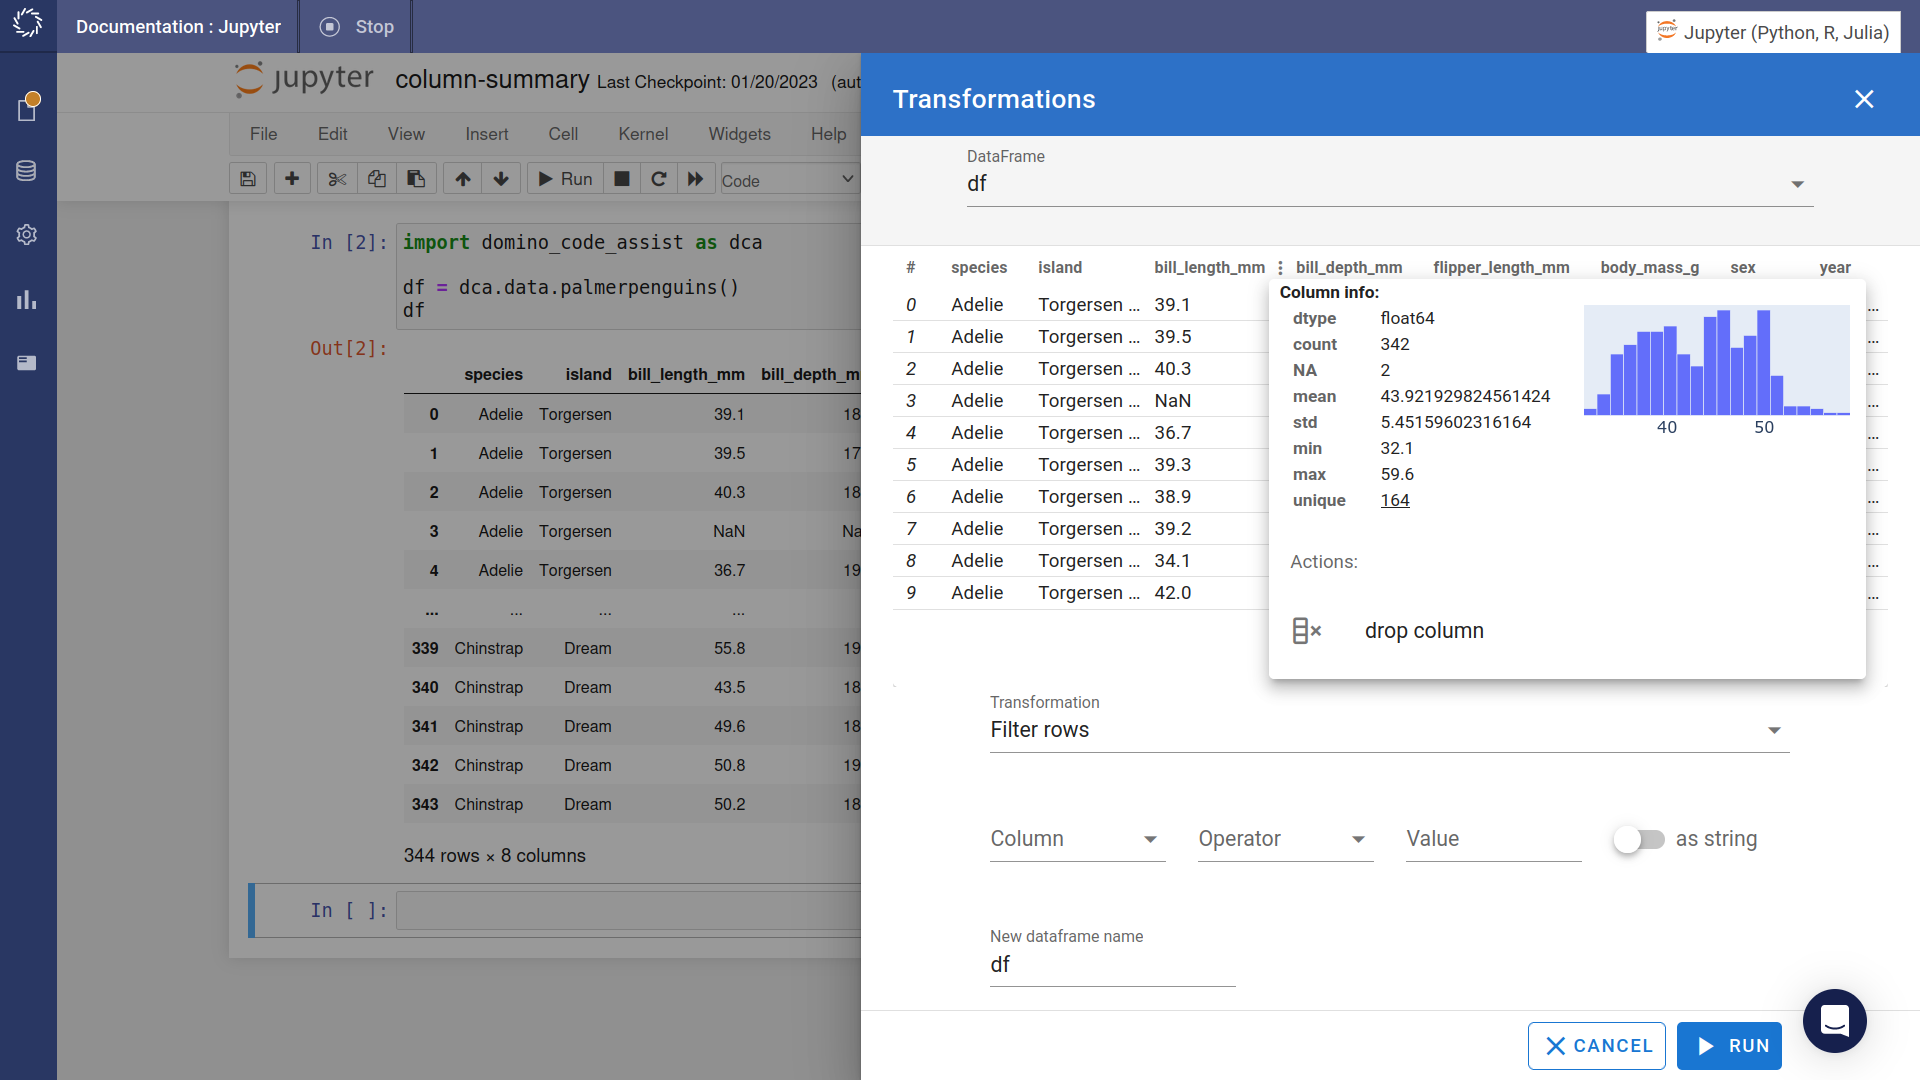 Documentation : Jupyter
Stop
Jupyter (Python, R, Julia)
jupyter column-summary Last Checkpoint: 01/20/2023 (aut
File Edit View Insert Cell Kernel Widgets Help
Run
Code
In [2]: import domino_code_assist as dca
df = dca.data.palmerpenguins()
df
Out[2]:
species island bill_length_mm bill_depth_m
0 Adelie Torgersen 39.1 18
1 Adelie Torgersen 39.5 17
2 Adelie Torgersen 40.3 18
3 Adelie Torgersen NaN Na
4 Adelie Torgersen 36.7 19
... ... ... ...
339 Chinstrap Dream 55.8 19
340 Chinstrap Dream 43.5 18
341 Chinstrap Dream 49.6 18
342 Chinstrap Dream 50.8 19
343 Chinstrap Dream 50.2 18
344 rows × 8 columns
In [ ]:
Transformations
DataFrame
df
# species island bill_length_mm bill_depth_mm flipper_length_mm body_mass_g sex year
0 Adelie Torgersen ... 39.1 ...
1 Adelie Torgersen ... 39.5 ...
2 Adelie Torgersen ... 40.3 ...
3 Adelie Torgersen ... NaN ...
4 Adelie Torgersen ... 36.7 ...
5 Adelie Torgersen ... 39.3 ...
6 Adelie Torgersen ... 38.9 ...
7 Adelie Torgersen ... 39.2 ...
8 Adelie Torgersen ... 34.1 ...
9 Adelie Torgersen ... 42.0 ...
Column info:
dtype float64
count 342
NA 2
mean 43.921929824561424
std 5.45159602316164
min 32.1
max 59.6
unique 164
40 50
Actions:
drop column
Transformation
Filter rows
Column Operator Value as string
New dataframe name
df
CANCEL RUN